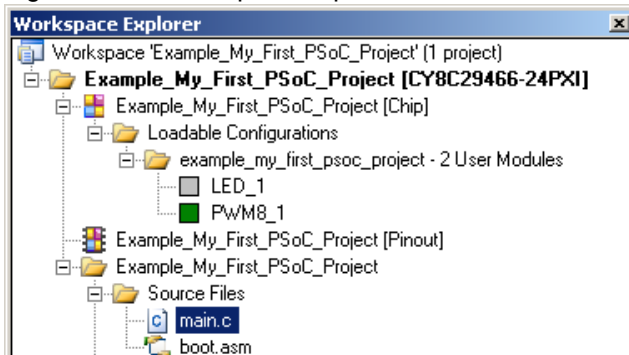 Workspace Explorer
Workspace 'Example_My_First_PSoC_Project' (1 project)
Example_My_First_PSoC_Project [CY8C29466-24PXI]
Example_My_First_PSoC_Project [Chip]
Loadable Configurations
example_my_first_psoc_project - 2 User Modules
LED_1
PWM8_1
Example_My_First_PSoC_Project [Pinout]
Example_My_First_PSoC_Project
Source Files
main.c
boot.asm